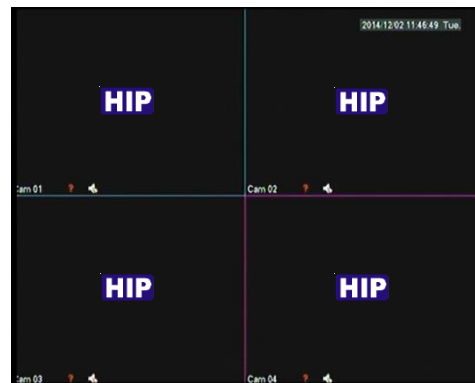 2014/12/02 11:46:49 Tue.
HIP HIP
Cam 01 ? Cam 02 ?
HIP HIP
Cam 03 ? Cam 04 ?